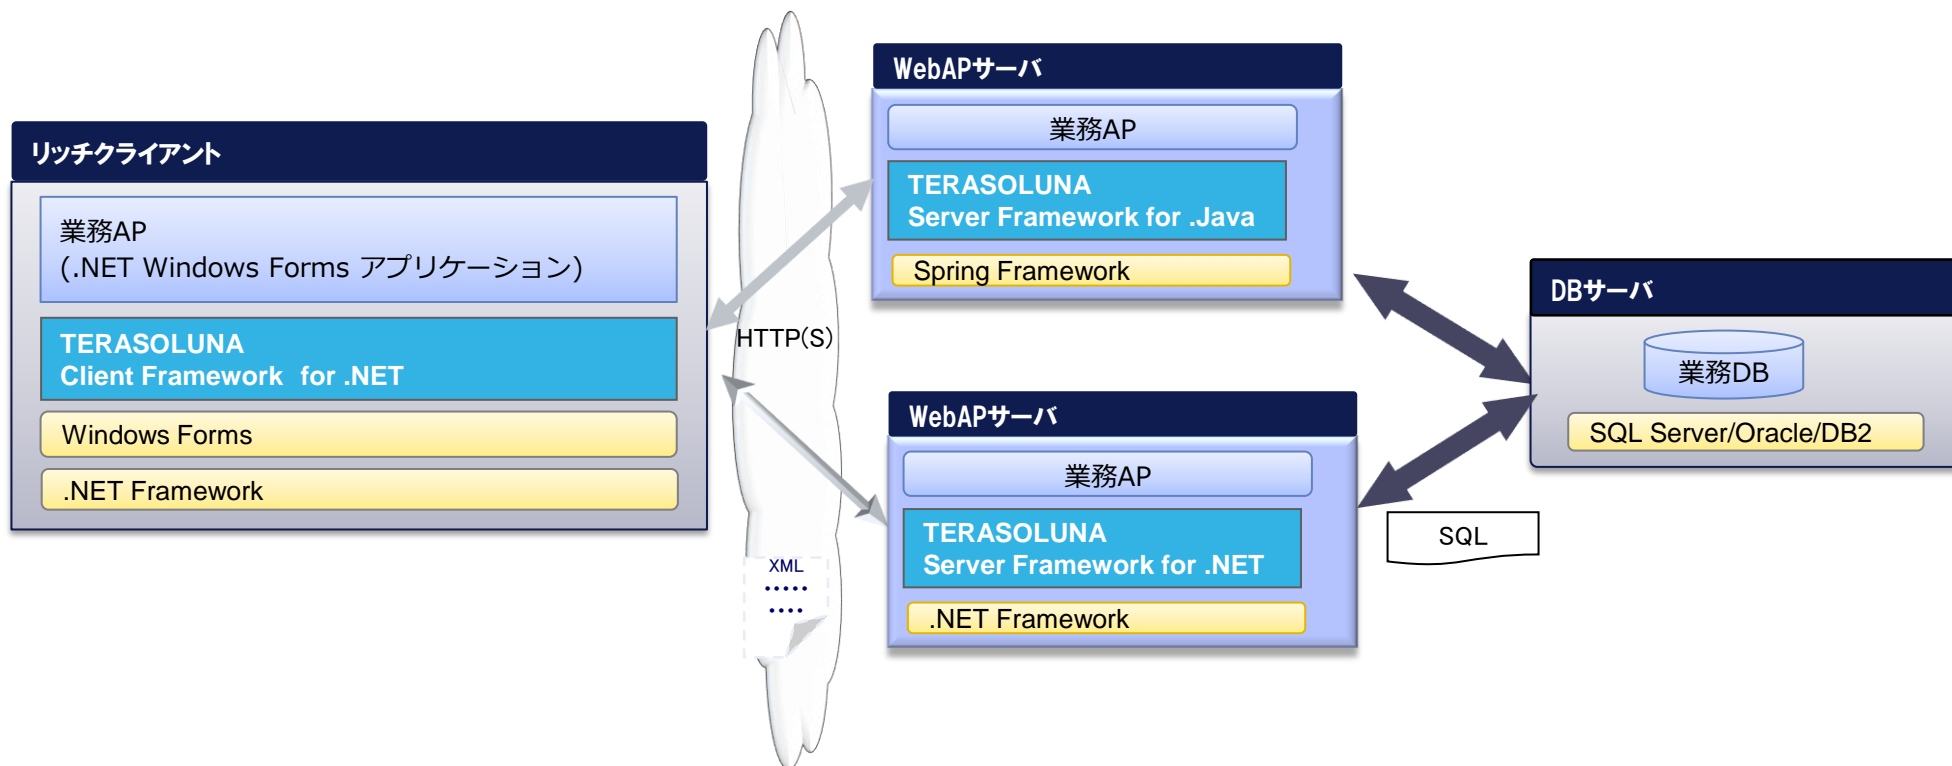 リッチクライアント
業務AP
(.NET Windows Forms アプリケーション)
TERASOLUNA
Client Framework for .NET
Windows Forms
.NET Framework
HTTP(S)
XML
•••••
••••
WebAPサーバ
業務AP
TERASOLUNA
Server Framework for .Java
Spring Framework
WebAPサーバ
業務AP
TERASOLUNA
Server Framework for .NET
.NET Framework
SQL
DBサーバ
業務DB
SQL Server/Oracle/DB2